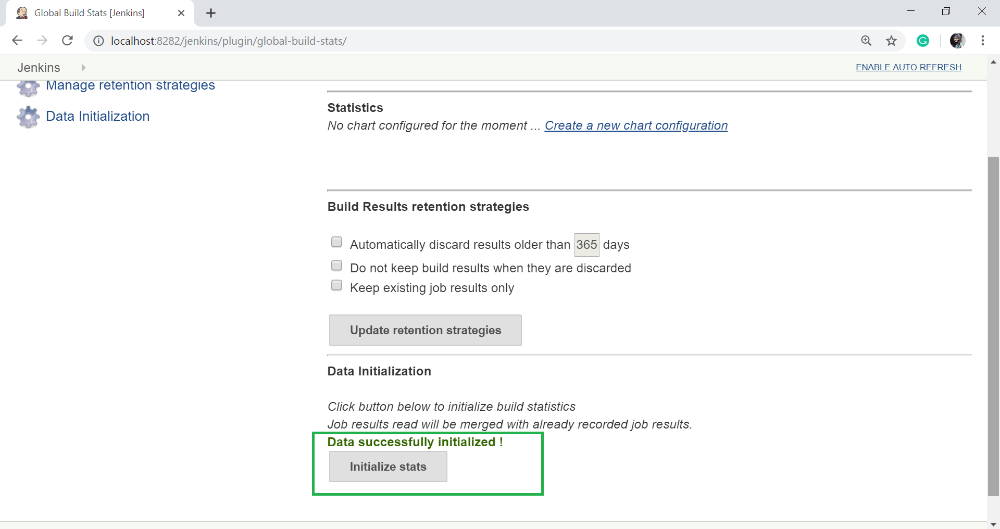 Global Build Stats [Jenkins]
localhost:8282/jenkins/plugin/global-build-stats/
Jenkins
ENABLE AUTO REFRESH
Manage retention strategies
Data Initialization
Statistics
No chart configured for the moment ... Create a new chart configuration
Build Results retention strategies
Automatically discard results older than 365 days
Do not keep build results when they are discarded
Keep existing job results only
Update retention strategies
Data Initialization
Click button below to initialize build statistics
Job results read will be merged with already recorded job results.
Data successfully initialized !
Initialize stats